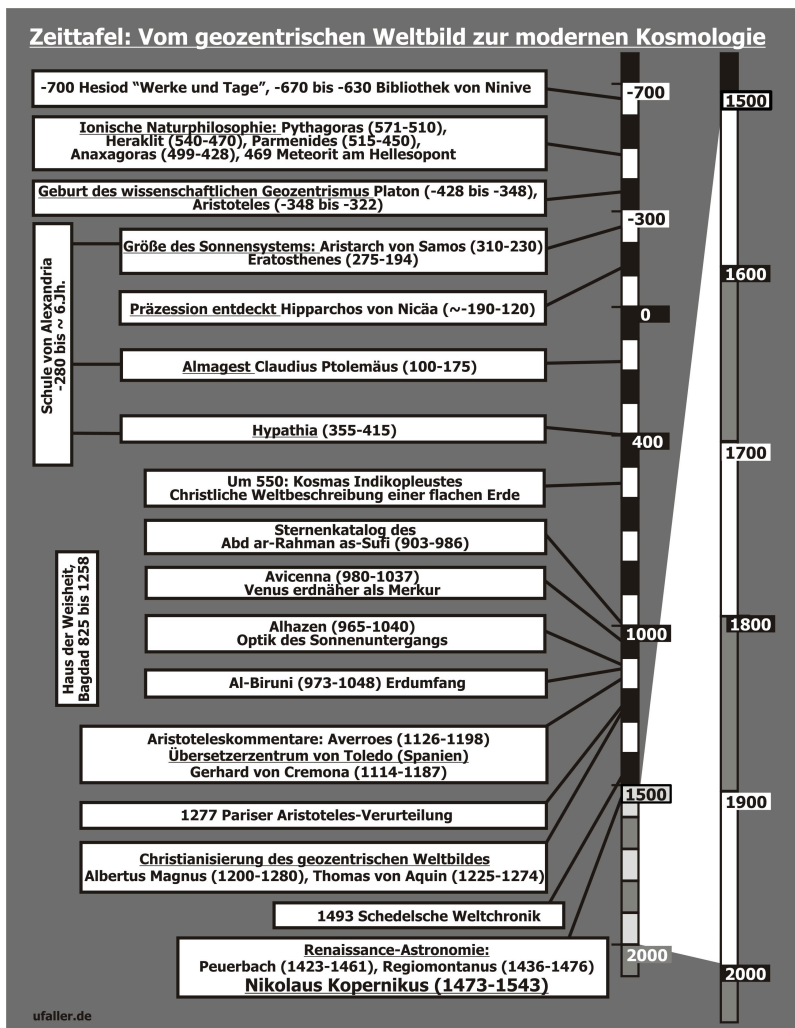 Zeittafel: Vom geozentrischen Weltbild zur modernen Kosmologie
-700 Hesiod "Werke und Tage", -670 bis -630 Bibliothek von Ninive
Ionische Naturphilosophie: Pythagoras (571-510),
Heraklit (540-470), Parmenides (515-450),
Anaxagoras (499-428), 469 Meteorit am Hellesopont
Geburt des wissenschaftlichen Geozentrismus Platon (-428 bis -348),
Aristoteles (-348 bis -322)
Schule von Alexandria
-280 bis ~ 6.Jh.
Größe des Sonnensystems: Aristarch von Samos (310-230)
Eratosthenes (275-194)
Präzession entdeckt Hipparchos von Nicäa (~-190-120)
Almagest Claudius Ptolemäus (100-175)
Hypathia (355-415)
Um 550: Kosmas Indikopleustes
Christliche Weltbeschreibung einer flachen Erde
Haus der Weisheit,
Bagdad 825 bis 1258
Sternenkatalog des
Abd ar-Rahman as-Sufi (903-986)
Avicenna (980-1037)
Venus erdnäher als Merkur
Alhazen (965-1040)
Optik des Sonnenuntergangs
Al-Biruni (973-1048) Erdumfang
Aristoteleskommentare: Averroes (1126-1198)
Übersetzerzentrum von Toledo (Spanien)
Gerhard von Cremona (1114-1187)
1277 Pariser Aristoteles-Verurteilung
Christianisierung des geozentrischen Weltbildes
Albertus Magnus (1200-1280), Thomas von Aquin (1225-1274)
1493 Schedelsche Weltchronik
Renaissance-Astronomie:
Peuerbach (1423-1461), Regiomontanus (1436-1476)
Nikolaus Kopernikus (1473-1543)
-700
-300
0
400
1000
1500
2000
1500
1600
1700
1800
1900
2000
ufaller.de